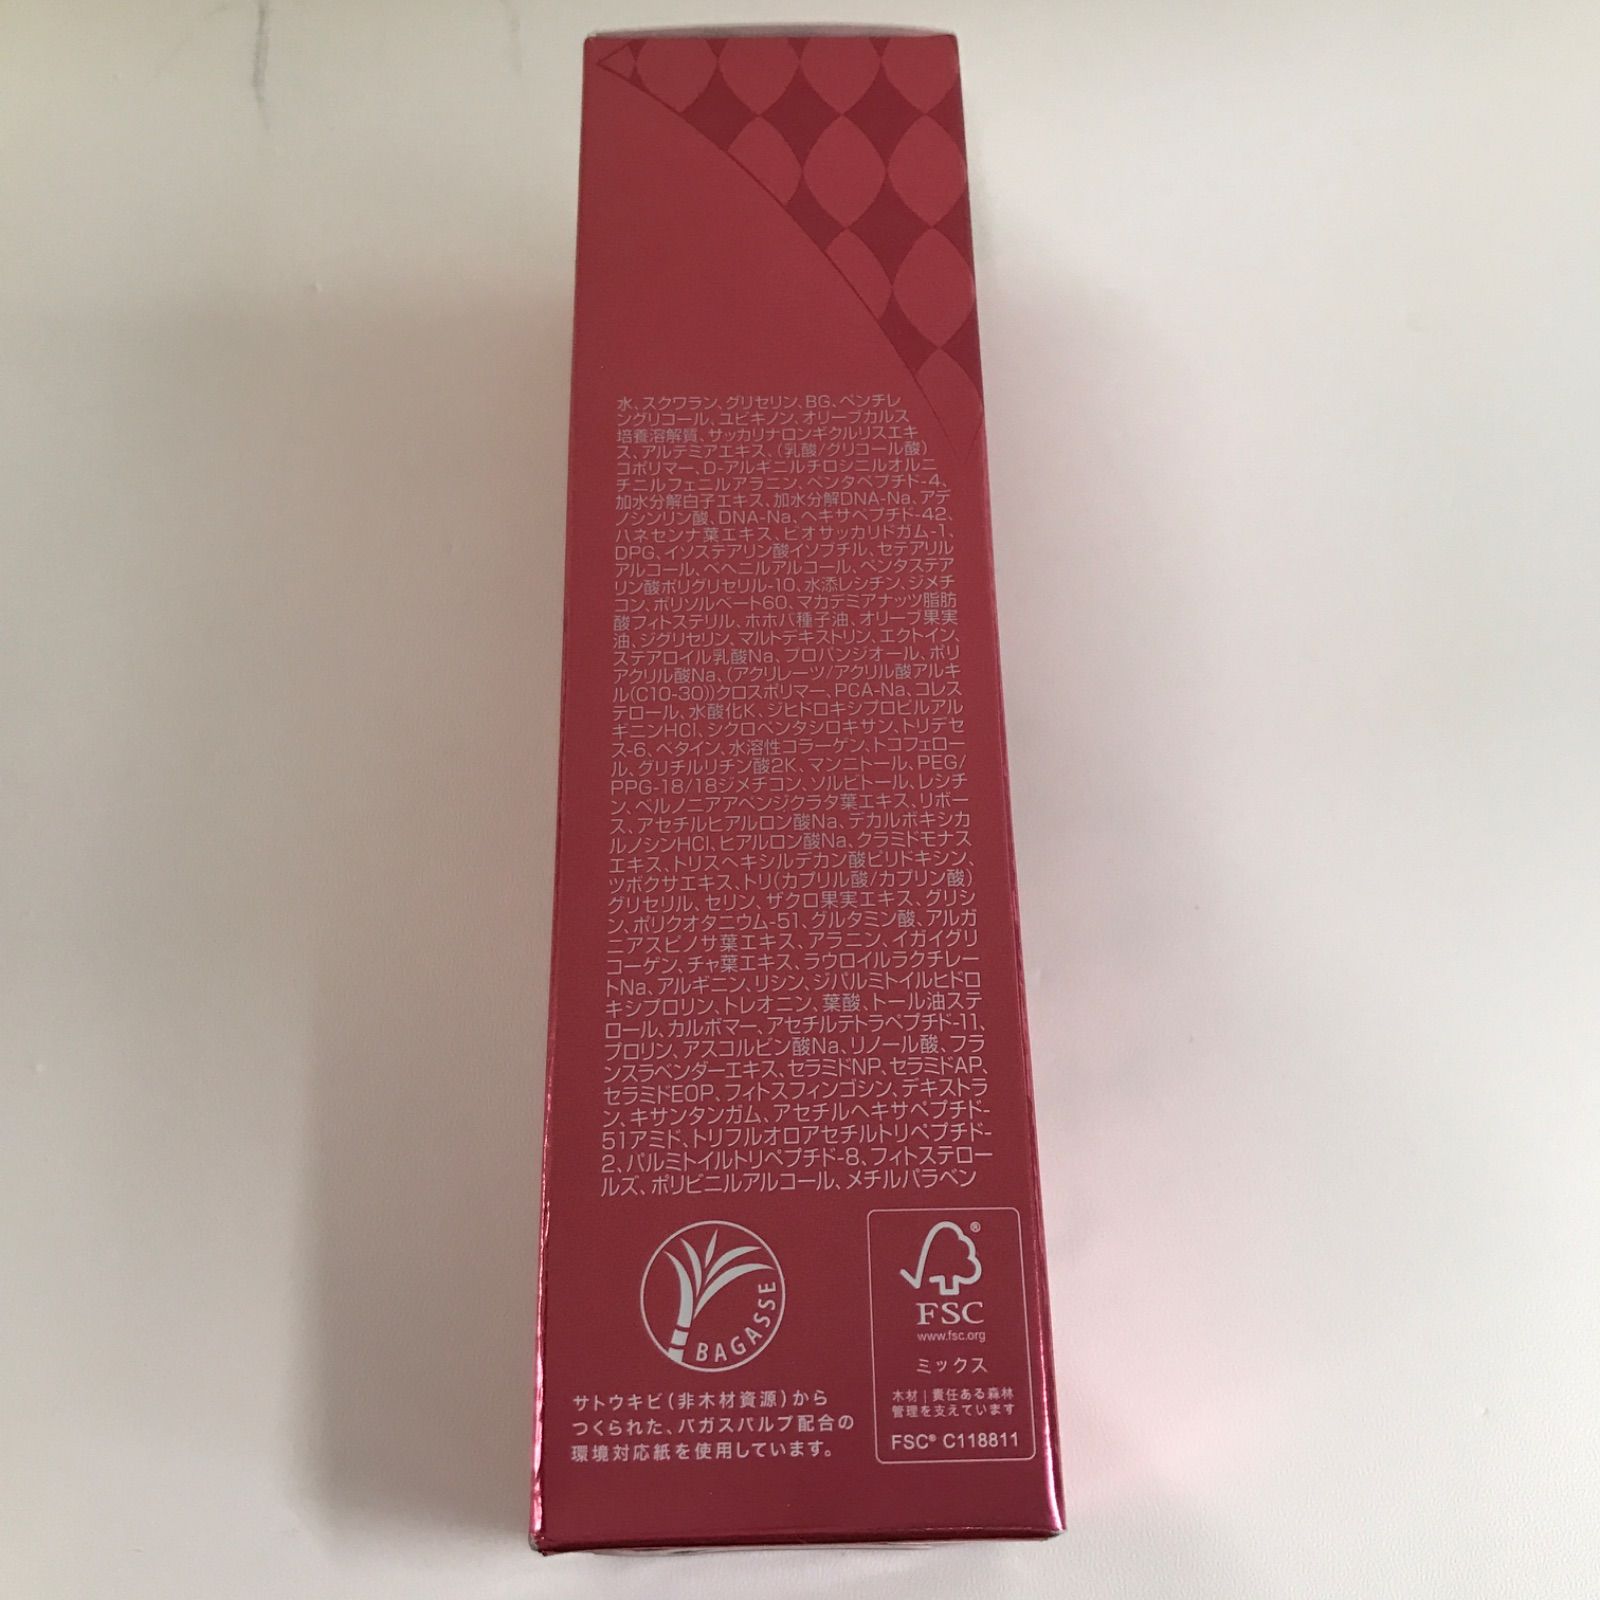 水、スクワラン、グリセリン、BG、ペンチレ
ングリコール、ユビキノン、オリーブカルス
培養溶解質、サッカリナロンギクルリスエキ
ス、アルテミアエキス、(乳酸/グリコール酸)
コポリマー、D-アルギニルチロシニルオルニ
チニルフェニルアラニン、ペンタペプチド-4、
加水分解白子エキス、加水分解DNA-Na、アデ
ノシンリン酸、DNA-Na、ヘキサペプチド-42、
ハネセンナ葉エキス、ビオサッカリドガム-1、
DPG、イソステアリン酸イソプチル、セテアリル
アルコール、ベヘニルアルコール、ペンタステア
リン酸ポリグリセリル-10、水添レシチン、ジメチ
コン、ポリソルベート60、マカデミアナッツ脂肪
酸フィトステリル、ホホバ種子油、オリーブ果実
油、ジグリセリン、マルトデキストリン、エクトイン、
ステアロイル乳酸Na、プロパンジオール、ポリ
アクリル酸Na、(アクリレーツ/アクリル酸アルキ
ル(C10-30))クロスポリマー、PCA-Na、コレス
テロール、水酸化K、ジヒドロキシプロピルアル
ギニンHCl、シクロペンタシロキサン、トリデセ
ス-6、ベタイン、水溶性コラーゲン、トコフェロー
ル、グリチルリチン酸2K、マンニトール、PEG/
PPG-18/18ジメチコン、ソルビトール、レシチ
ン、ベルノニアアペンジクラタ葉エキス、リボー
ス、アセチルヒアルロン酸Na、デカルボキシカ
ルノシンHCl、ヒアルロン酸Na、クラミドモナス
エキス、トリスヘキシルデカン酸ピリドキシン、
ツボクサエキス、トリ(カプリル酸/カプリン酸)
グリセリル、セリン、ザクロ果実エキス、グリシ
ン、ポリクオタニウム-51、グルタミン酸、アルガ
ニアスピノサ葉エキス、アラニン、イガイグリ
コーゲン、チャ葉エキス、ラウロイルラクチレー
トNa、アルギニン、リシン、ジパルミトイルヒドロ
キシプロリン、トレオニン、葉酸、トール油ステ
ロール、カルボマー、アセチルテトラペプチド-11、
プロリン、アスコルビン酸Na、リノール酸、フラ
ンスラベンダーエキス、セラミドNP、セラミドAP、
セラミドEOP、フィトスフィンゴシン、デキストラ
ン、キサンタンガム、アセチルヘキサペプチド-
51アミド、トリフルオロアセチルトリペプチド-
2、パルミトイルトリペプチド-8、フィトステロー
ルズ、ポリビニルアルコール、メチルパラベン
BAGASSE
サトウキビ(非木材資源)から
つくられた、バガスパルプ配合の
環境対応紙を使用しています。
®
FSC
www.fsc.org
ミックス
木材|責任ある森林
管理を支えています
FSC® C118811